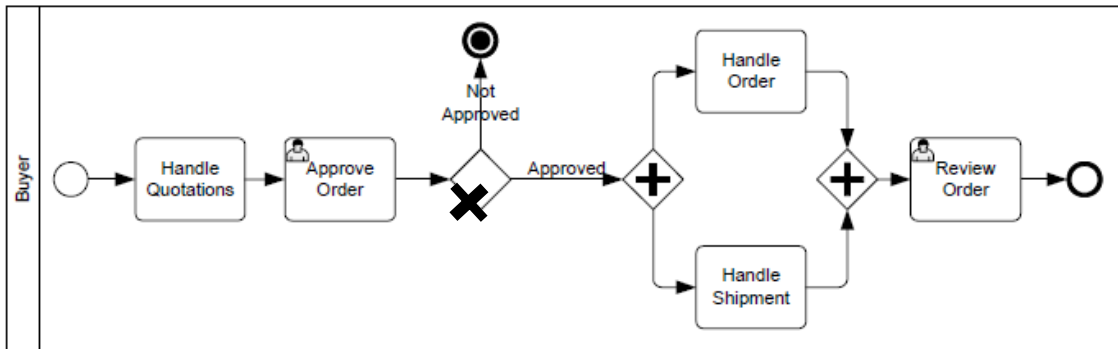 Buyer
Handle
Quotations
Approve
Order
Not
Approved
Approved
Handle
Order
Handle
Shipment
Review
Order